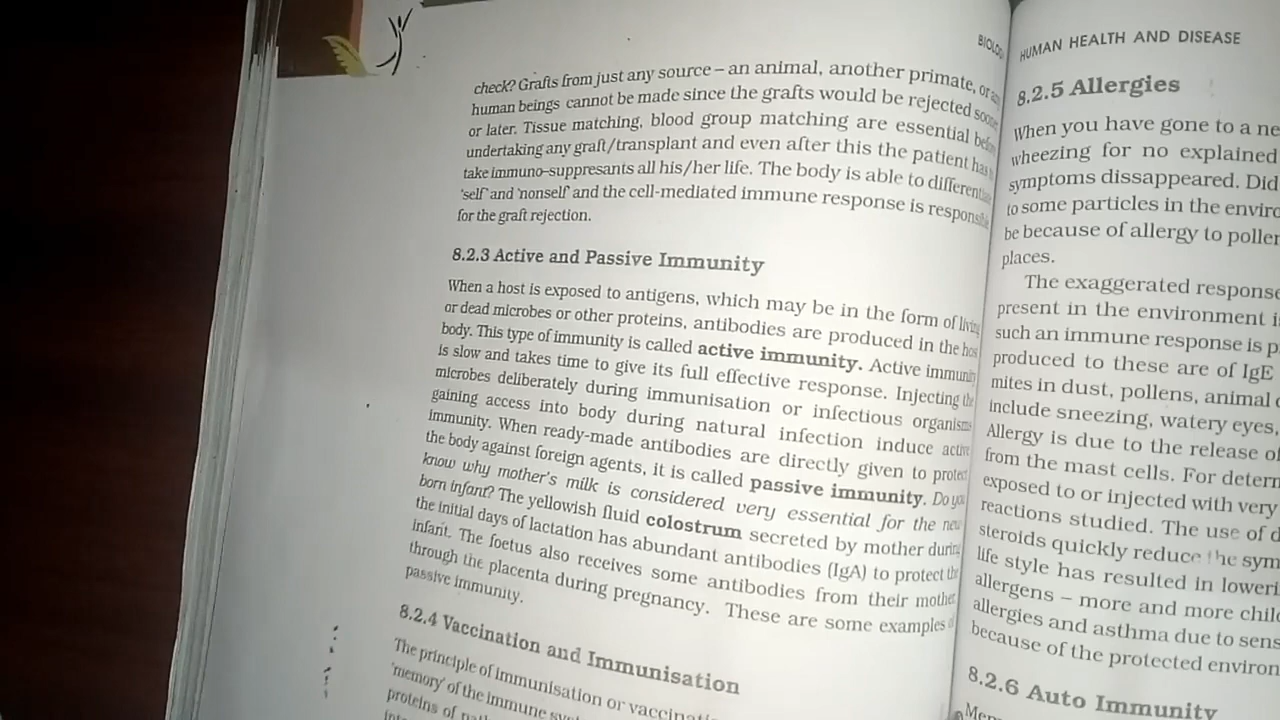 BIOLO
check? Grafts from just any source – an animal, another primate, or
human beings cannot be made since the grafts would be rejected
or later. Tissue matching, blood group matching are essential
undertaking any graft/transplant and even after this the patient has
take immuno–suppresants all his/her life. The body is able to
'self' and 'nonself' and the cell-mediated immune response is
for the graft rejection.
8.2.3 Active and Passive Immunity
When a host is exposed to antigens, which may be in the form of living
or dead microbes or other proteins, antibodies are produced in the host
body. This type of immunity is called active immunity. Active immunity
is slow and takes time to give its full effective response. Injecting the
microbes deliberately during immunisation or infectious organisms
gaining access into body during natural infection induce active
immunity. When ready-made antibodies are directly given to protect
the body against foreign agents, it is called passive immunity. Do you
know why mother's milk is considered very essential for the new
born infant? The yellowish fluid colostrum secreted by mother during
the initial days of lactation has abundant antibodies (IgA) to protect the
infant. The foetus also receives some antibodies from their mother
through the placenta during pregnancy. These are some examples
passive immunity.
8.2.4 Vaccination and Immunisation
The principle of immunisation or
'memory' of the immune
proteins of
HUMAN HEALTH AND DISEASE
8.2.5 Allergies
When you have gone to a ne
wheezing for no explained
symptoms disappeared. Did
to some particles in the enviro
be because of allergy to pollen
places.
The exaggerated response
present in the environment i
such an immune response is p
produced to these are of IgE
mites in dust, pollens, animal
include sneezing, watery eyes,
Allergy is due to the release of
from the mast cells. For determ
exposed to or injected with very
reactions studied. The use of d
steroids quickly reduce the sym
life style has resulted in loweri
allergens – more and more chil
allergies and asthma due to sens
because of the protected environ
8.2.6 Auto Immunity